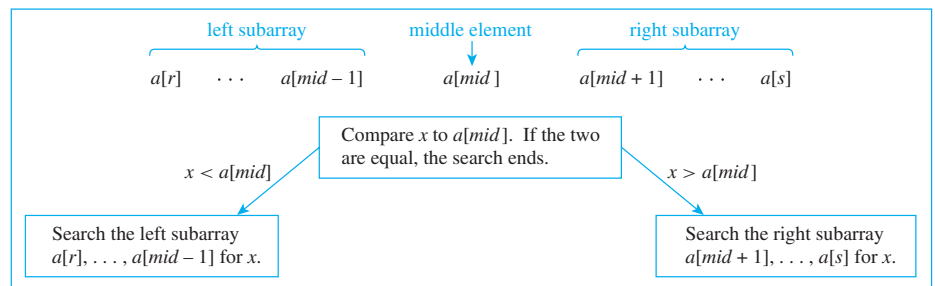 left subarray middle element right subarray
a[r] · · · a[mid – 1] a[mid] a[mid + 1] · · · a[s]
Compare x to a[mid]. If the two
are equal, the search ends.
x < a[mid] x > a[mid]
Search the left subarray
a[r], . . . , a[mid – 1] for x.
Search the right subarray
a[mid + 1], . . . , a[s] for x.